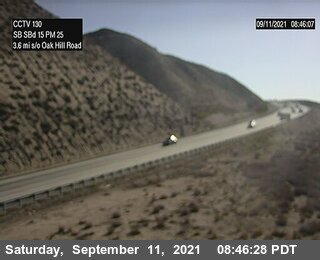 CCTV 130
SB SBd 15 PM 25
3.6 mi s/o Oak Hill Road
09/11/2021 08:46:07
Saturday, September 11, 2021 08:46:28 PDT